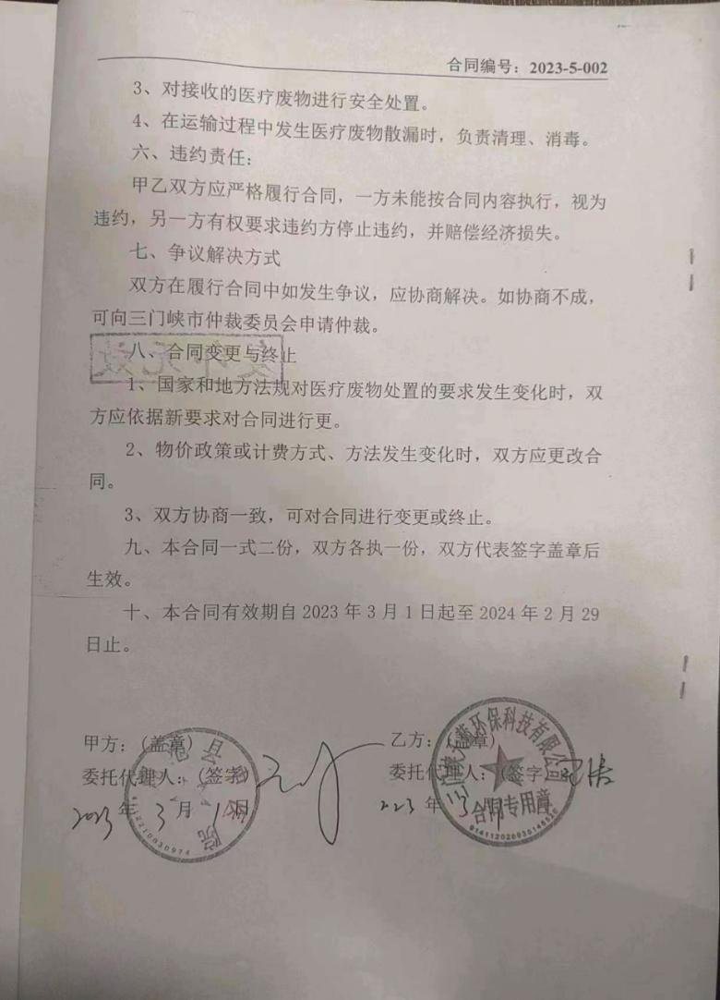 合同编号：2023-5-002
3、对接收的医疗废物进行安全处置。
4、在运输过程中发生医疗废物散漏时，负责清理、消毒。
六、违约责任：
甲乙双方应严格履行合同，一方未能按合同内容执行，视为
违约，另一方有权要求违约方停止违约，并赔偿经济损失。
七、争议解决方式
双方在履行合同中如发生争议，应协商解决。如协商不成，
可向三门峡市仲裁委员会申请仲裁。
八、合同变更与终止
1、国家和地方法规对医疗废物处置的要求发生变化时，双
方应依据新要求对合同进行更。
2、物价政策或计费方式、方法发生变化时，双方应更改合
同。
3、双方协商一致，可对合同进行变更或终止。
九、本合同一式二份，双方各执一份，双方代表签字盖章后
生效。
十、本合同有效期自 2023 年 3 月 1 日起至 2024 年 2 月 29
日止。
甲方：（盖章）
委托代理人：（签字）
2023 年 3 月 1 日
乙方：（盖章）
委托代理人：（签字）
2023 年 3 月
环保科技有限公司
合同专用章